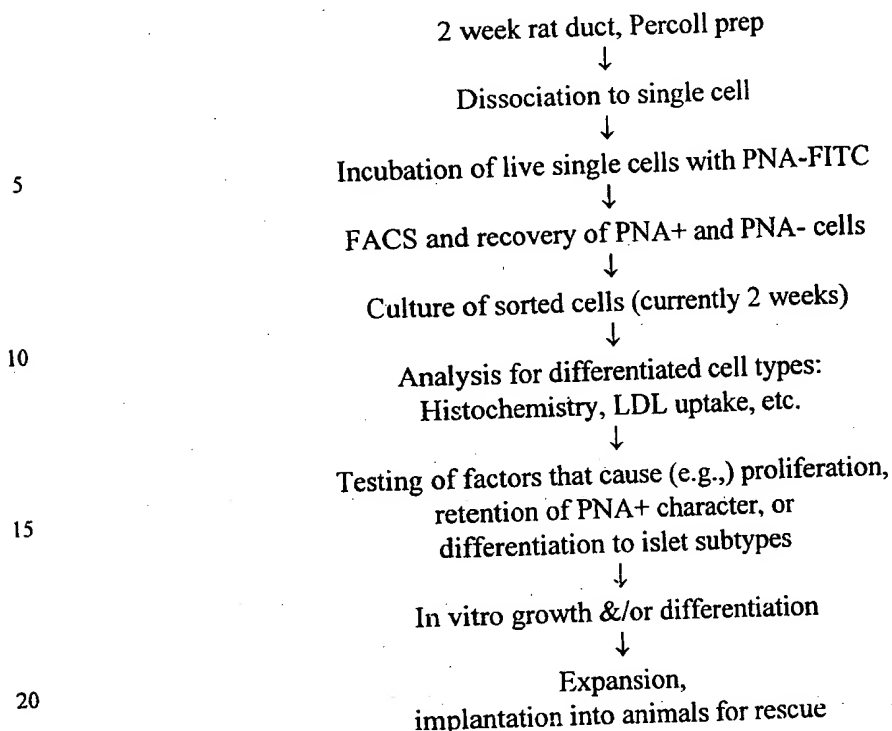 2 week rat duct, Percoll prep
↓
Dissociation to single cell
↓
5 Incubation of live single cells with PNA-FITC
↓
FACS and recovery of PNA+ and PNA- cells
↓
Culture of sorted cells (currently 2 weeks)
↓
10 Analysis for differentiated cell types:
Histochemistry, LDL uptake, etc.
↓
Testing of factors that cause (e.g.,) proliferation,
retention of PNA+ character, or
15 differentiation to islet subtypes
↓
In vitro growth &/or differentiation
↓
20 Expansion,
implantation into animals for rescue